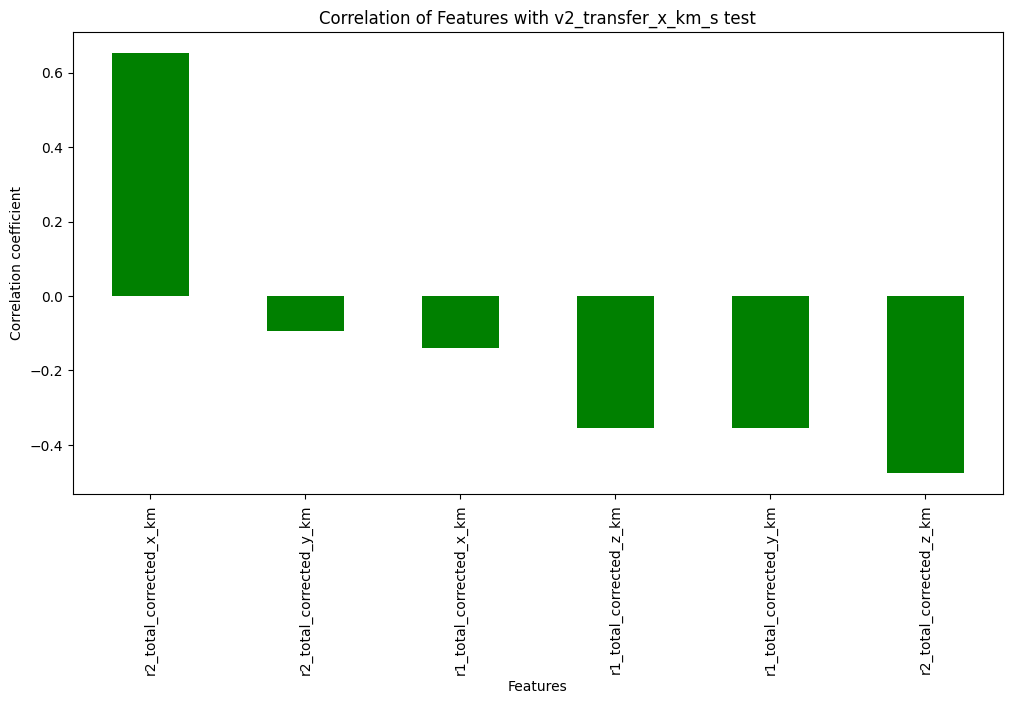 Correlation of Features with v2_transfer_x_km_s test
Correlation coefficient
0.6
0.4
0.2
0.0
−0.2
−0.4
r2_total_corrected_x_km
r2_total_corrected_y_km
r1_total_corrected_x_km
r1_total_corrected_z_km
r1_total_corrected_y_km
r2_total_corrected_z_km
Features